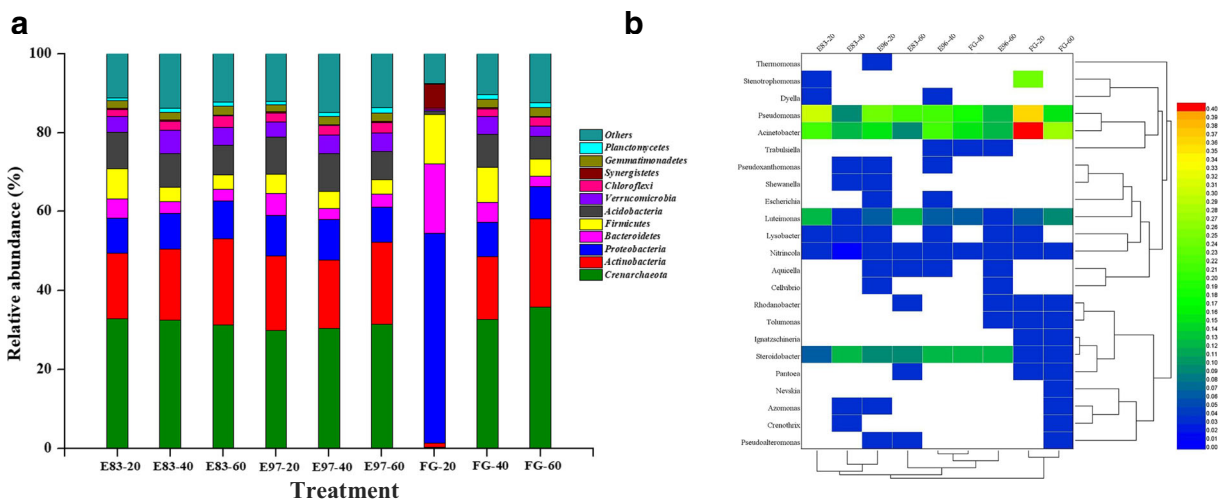 a
Relative abundance (%)
100
80
60
40
20
0
E83-20 E83-40 E83-60 E97-20 E97-40 E97-60 FG-20 FG-40 FG-60
Treatment
Others
Planctomycetes
Gemmatimonadetes
Synergistetes
Chloroflexi
Verrucomicrobia
Acidobacteria
Firmicutes
Bacteroidetes
Proteobacteria
Actinobacteria
Crenarchaeota
b
E83-20 E83-40 E96-20 E83-60 E96-40 FG-40 E96-60 FG-20 FG-60
Thermomonas
Stenotrophomonas
Dyella
Pseudomonas
Acinetobacter
Trabulsiella
Pseudoxanthomonas
Shewanella
Escherichia
Luteimonas
Lysobacter
Nitrincola
Aquicella
Cellvibrio
Rhodanobacter
Tolumonas
Ignatzschineria
Steroidobacter
Pantoea
Nevskia
Azomonas
Crenothrix
Pseudoalteromonas
0.40
0.39
0.38
0.36
0.35
0.34
0.33
0.32
0.31
0.30
0.29
0.28
0.26
0.25
0.24
0.23
0.22
0.21
0.20
0.19
0.18
0.17
0.16
0.14
0.13
0.12
0.11
0.10
0.09
0.08
0.07
0.06
0.04
0.03
0.02
0.01
0.00